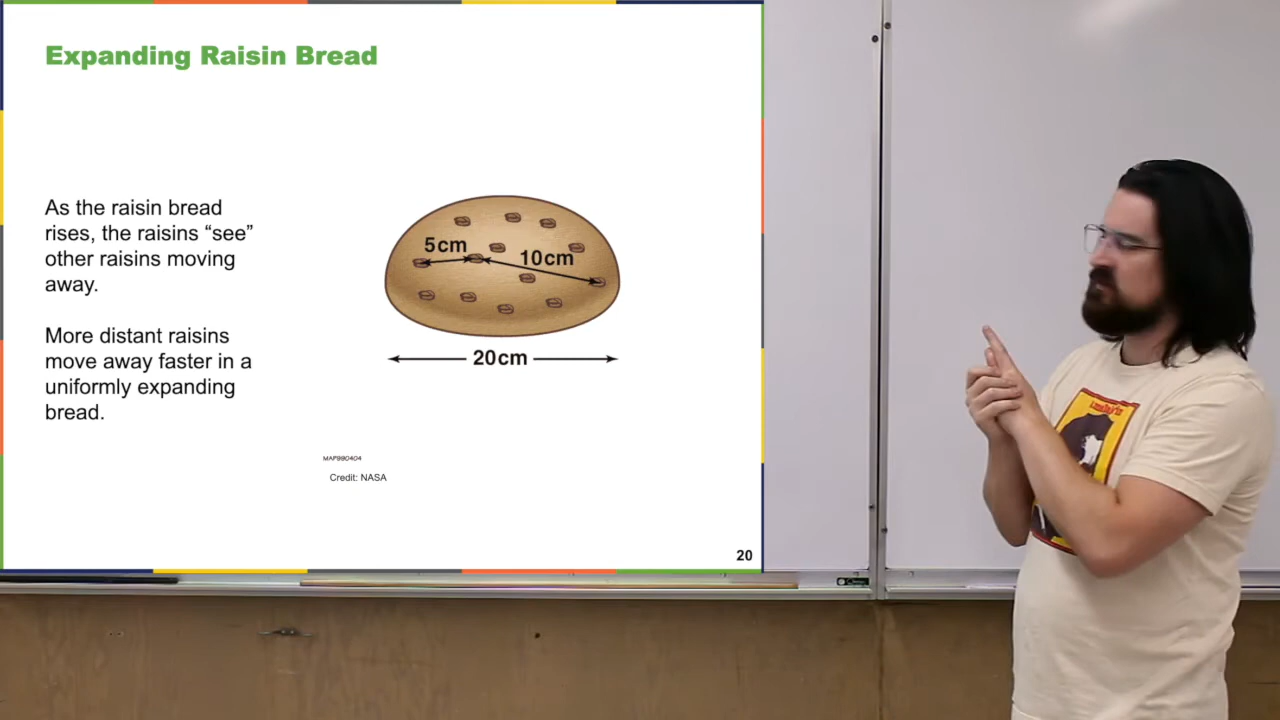 Expanding Raisin Bread
As the raisin bread
rises, the raisins “see”
other raisins moving
away.
More distant raisins
move away faster in a
uniformly expanding
bread.
5cm
10cm
20cm
MAP990404
Credit: NASA
20